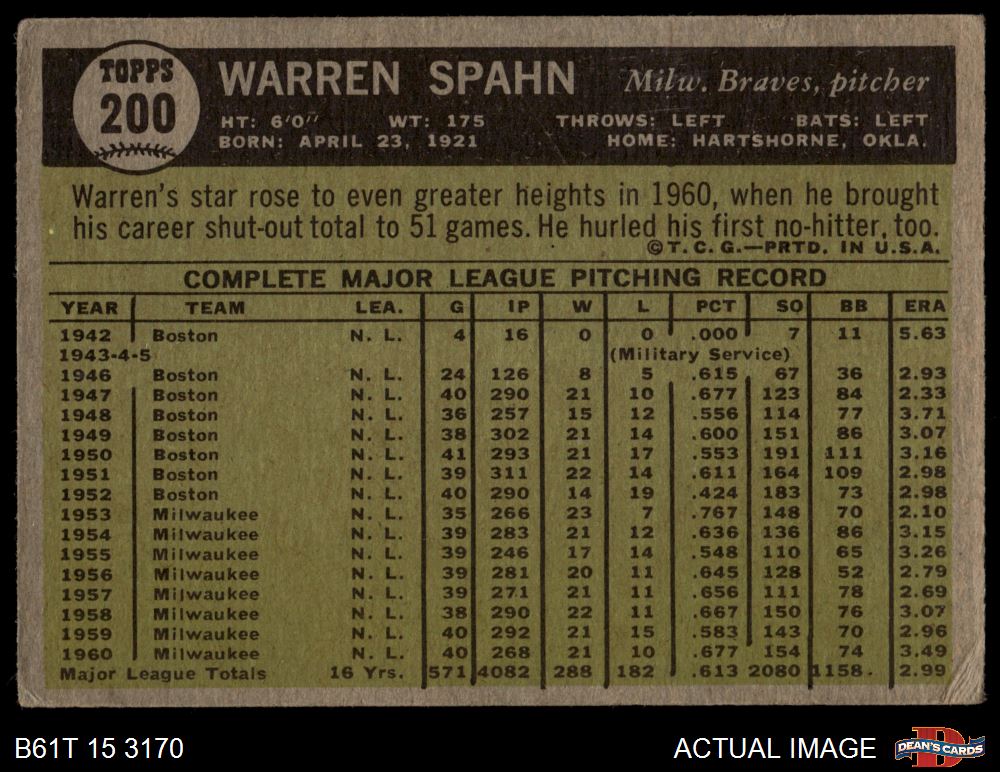 TOPPS
200
WARREN SPAHN Milw. Braves, pitcher
HT: 6'0" WT: 175 THROWS: LEFT BATS: LEFT
BORN: APRIL 23, 1921 HOME: HARTSHORNE, OKLA.
Warren's star rose to even greater heights in 1960, when he brought
his career shut-out total to 51 games. He hurled his first no-hitter, too.
©T. C. G.—PRTD. IN U.S.A.
COMPLETE MAJOR LEAGUE PITCHING RECORD
YEAR TEAM LEA. G IP W L PCT SO BB ERA
1942 Boston N. L. 4 16 0 0 .000 7 11 5.63
1943-4-5 (Military Service)
1946 Boston N. L. 24 126 8 5 .615 67 36 2.93
1947 Boston N. L. 40 290 21 10 .677 123 84 2.33
1948 Boston N. L. 36 257 15 12 .556 114 77 3.71
1949 Boston N. L. 38 302 21 14 .600 151 86 3.07
1950 Boston N. L. 41 293 21 17 .553 191 111 3.16
1951 Boston N. L. 39 311 22 14 .611 164 109 2.98
1952 Boston N. L. 40 290 14 19 .424 183 73 2.98
1953 Milwaukee N. L. 35 266 23 7 .767 148 70 2.10
1954 Milwaukee N. L. 39 283 21 12 .636 136 86 3.15
1955 Milwaukee N. L. 39 246 17 14 .548 110 65 3.26
1956 Milwaukee N. L. 39 281 20 11 .645 128 52 2.79
1957 Milwaukee N. L. 39 271 21 11 .656 111 78 2.69
1958 Milwaukee N. L. 38 290 22 11 .667 150 76 3.07
1959 Milwaukee N. L. 40 292 21 15 .583 143 70 2.96
1960 Milwaukee N. L. 40 268 21 10 .677 154 74 3.49
Major League Totals 16 Yrs. 571 4082 288 182 .613 2080 1158 2.99
B61T 15 3170 ACTUAL IMAGE DEAN'S CARDS